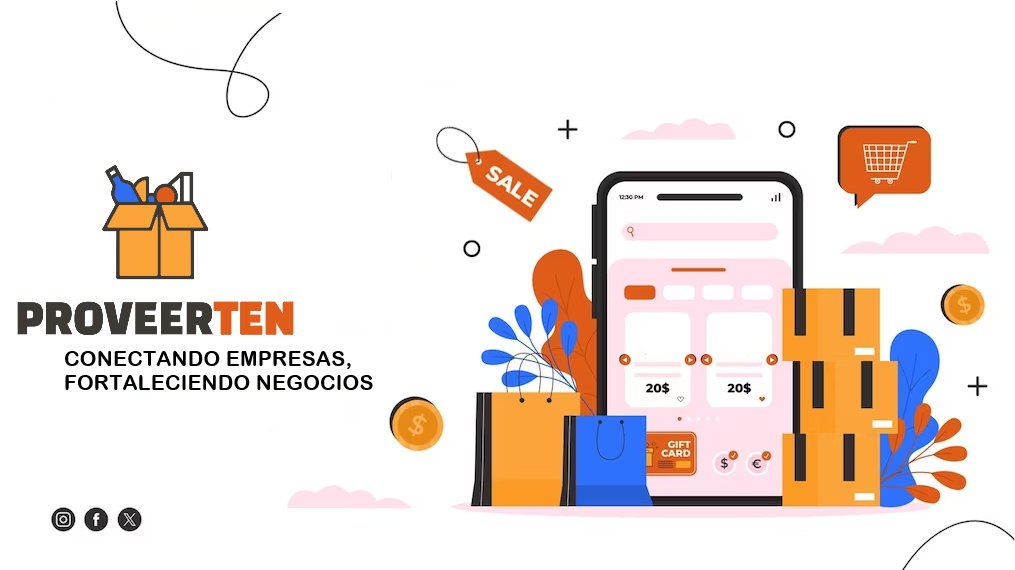 PROVEERTEN
CONECTANDO EMPRESAS,
FORTALECIENDO NEGOCIOS
SALE
12:30 PM
20$
20$
GIFT
CARD
$
€
$
$